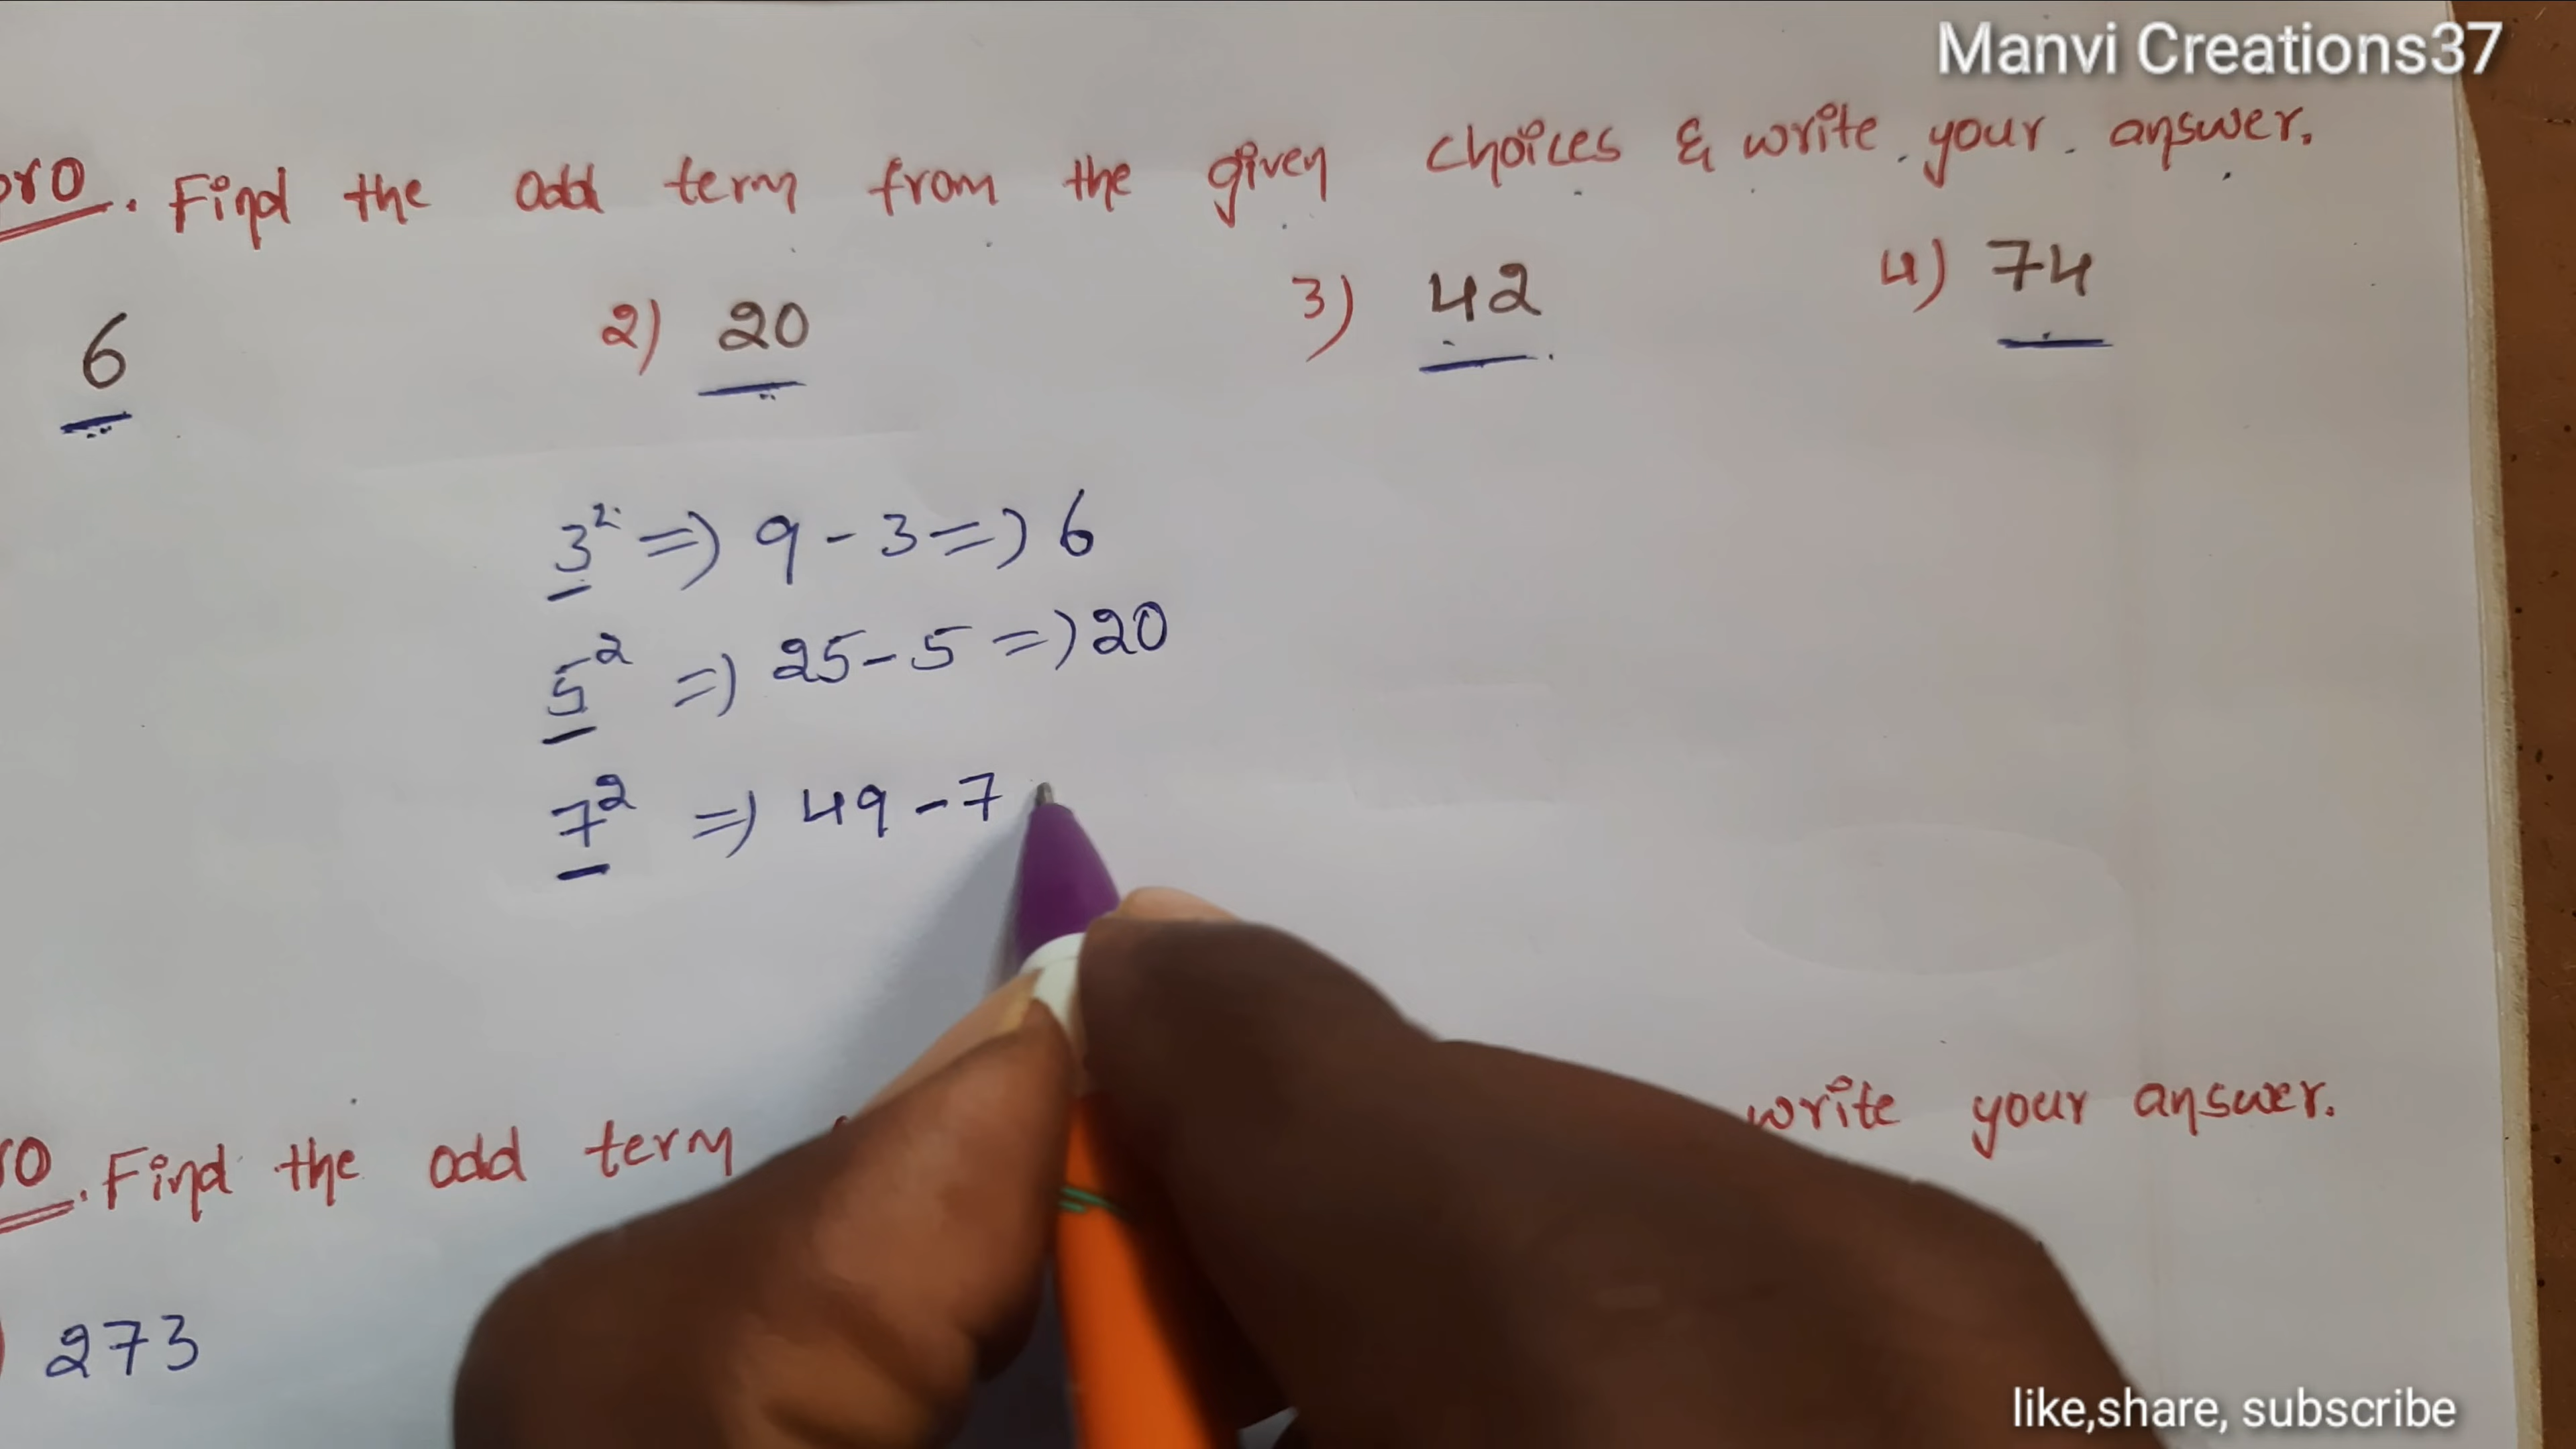 Manvi Creations37
pro. Find the odd term from the given choices & write your answer.
6 2) 20 3) 42 4) 74
3² => 9 - 3 => 6
5² => 25 - 5 => 20
7² => 49 - 7
Find the odd term write your answer.
273
like,share, subscribe